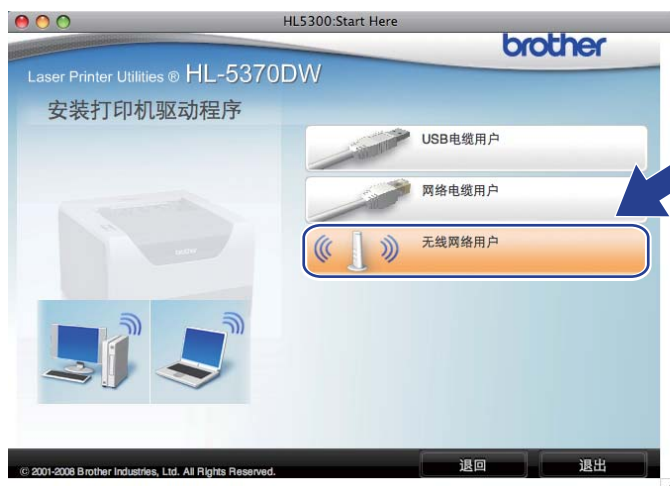 HL5300:Start Here
brother
Laser Printer Utilities ® HL-5370DW
安装打印机驱动程序
USB电缆用户
网络电缆用户
无线网络用户
brother
© 2001-2008 Brother Industries, Ltd. All Rights Reserved.
退回
退出